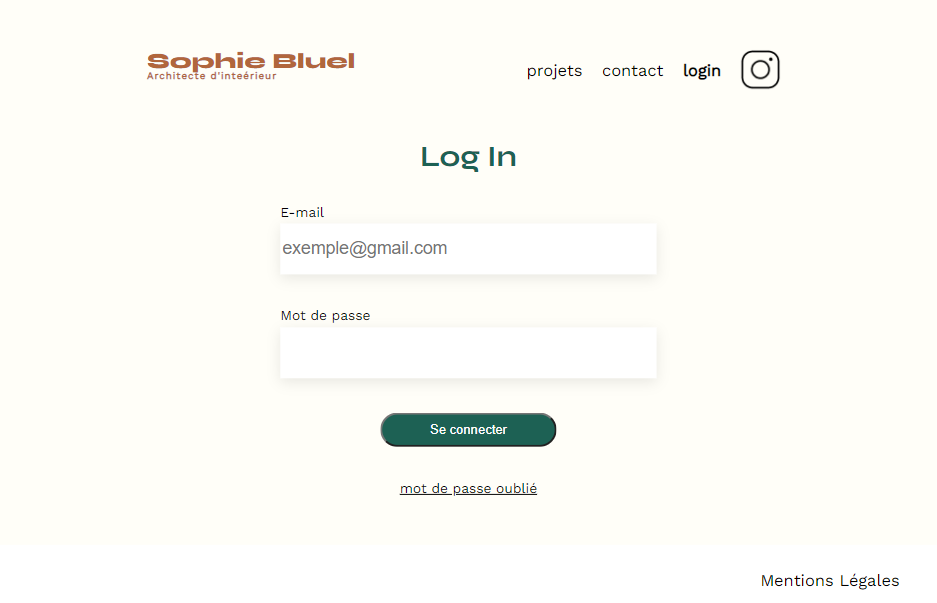 Sophie Bluel
Architecte d'inteérieur
projets contact login
Log In
E-mail
exemple@gmail.com
Mot de passe
Se connecter
mot de passe oublié
Mentions Légales